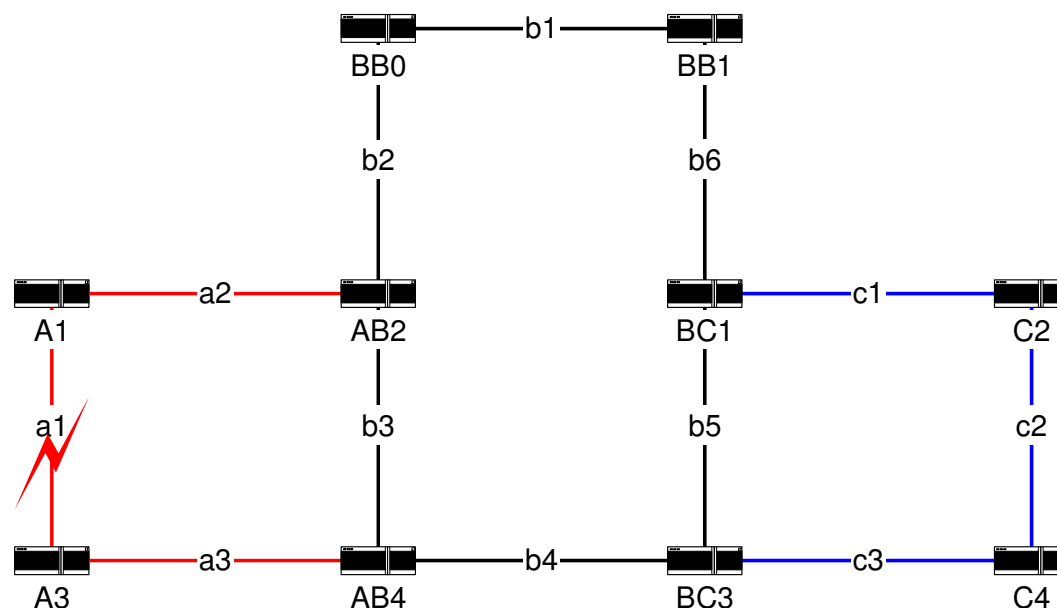 b1
BB0 BB1
b2 b6
a2 c1
A1 AB2 BC1 C2
a1 b3 b5 c2
a3 b4 c3
A3 AB4 BC3 C4